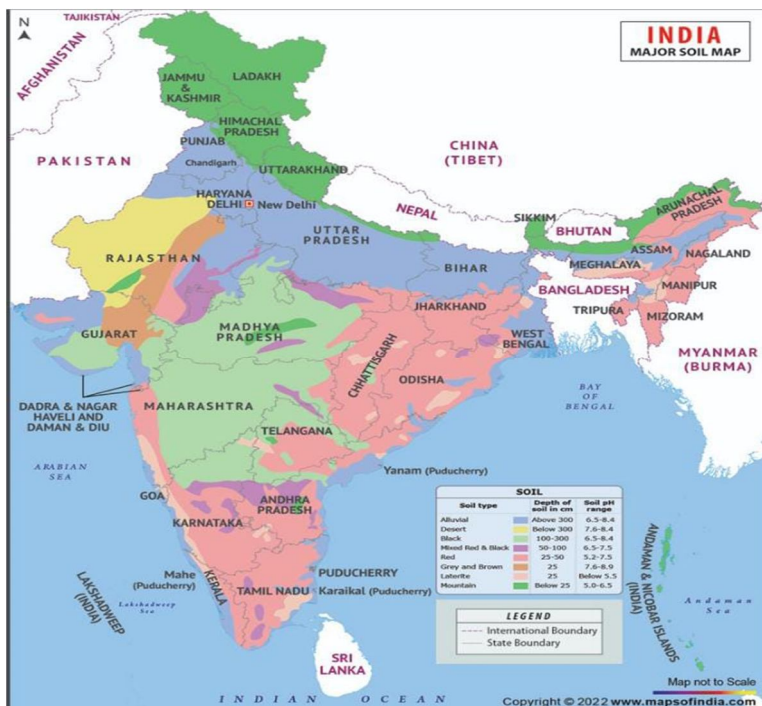 N
TAJIKISTAN
AFGHANISTAN
INDIA
MAJOR SOIL MAP
LADAKH
JAMMU
&
KASHMIR
HIMACHAL
PRADESH
PUNJAB
Chandigarh
CHINA
(TIBET)
PAKISTAN
UTTARAKHAND
HARYANA
DELHI
New Delhi
NEPAL
ARUNACHAL
PRADESH
SIKKIM
BHUTAN
RAJASTHAN
UTTAR
PRADESH
ASSAM
NAGALAND
BIHAR
MEGHALAYA
BANGLADESH
MANIPUR
JHARKHAND
TRIPURA
MIZORAM
GUJARAT
MADHYA
PRADESH
WEST
BENGAL
CHHATTISGARH
MYANMAR
(BURMA)
ODISHA
DADRA & NAGAR
HAVELI AND
DAMAN & DIU
MAHARASHTRA
BAY
OF
BENGAL
TELANGANA
ARABIAN
SEA
Yanam (Puducherry)
GOA
ANDHRA
PRADESH
KARNATAKA
SOIL
Soil type Depth of soil in cm Soil pH range
Alluvial Above 300 6.5-8.4
Desert Below 300 7.6-8.4
Black 100-300 6.5-8.4
Mixed Red & Black 50-100 6.5-7.5
Red 25-50 5.2-7.5
Grey and Brown 25 7.6-8.9
Laterite 25 Below 5.5
Mountain Below 25 5.0-6.5
ANDAMAN & NICOBAR ISLANDS
(INDIA)
Andaman
Sea
Mahe
(Puducherry)
PUDUCHERRY
Karaikal (Puducherry)
KERALA
TAMIL NADU
LAKSHADWEEP
(INDIA)
Lakshadweep
Sea
LEGEND
International Boundary
State Boundary
SRI
LANKA
INDIAN OCEAN
Map not to Scale
Copyright © 2022 www.mapsofindia.com